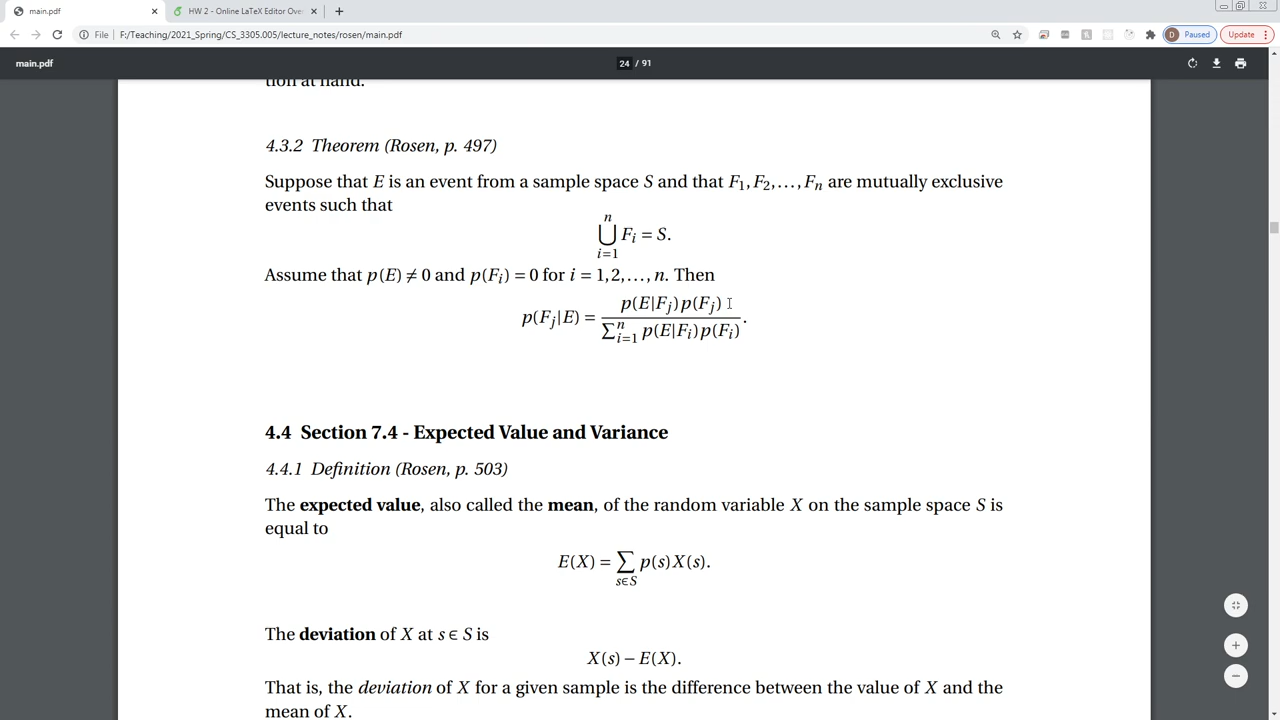 main.pdf
HW 2 - Online LaTeX Editor Over
File
F:/Teaching/2021_Spring/CS_3305.005/lecture_notes/rosen/main.pdf
D
Paused
Update
main.pdf
24 / 91
tion at hand.
4.3.2 Theorem (Rosen, p. 497)
Suppose that E is an event from a sample space S and that F₁, F₂, ..., Fₙ are mutually exclusive
events such that
⋃ⁿᵢ₌₁ Fᵢ = S.
Assume that p(E) ≠ 0 and p(Fᵢ) = 0 for i = 1,2,...,n. Then
p(Fⱼ|E) = p(E|Fⱼ)p(Fⱼ) / ∑ⁿᵢ₌₁ p(E|Fᵢ)p(Fᵢ).
4.4 Section 7.4 - Expected Value and Variance
4.4.1 Definition (Rosen, p. 503)
The expected value, also called the mean, of the random variable X on the sample space S is
equal to
E(X) = ∑ p(s)X(s).
s∈S
The deviation of X at s ∈ S is
X(s) − E(X).
That is, the deviation of X for a given sample is the difference between the value of X and the
mean of X.